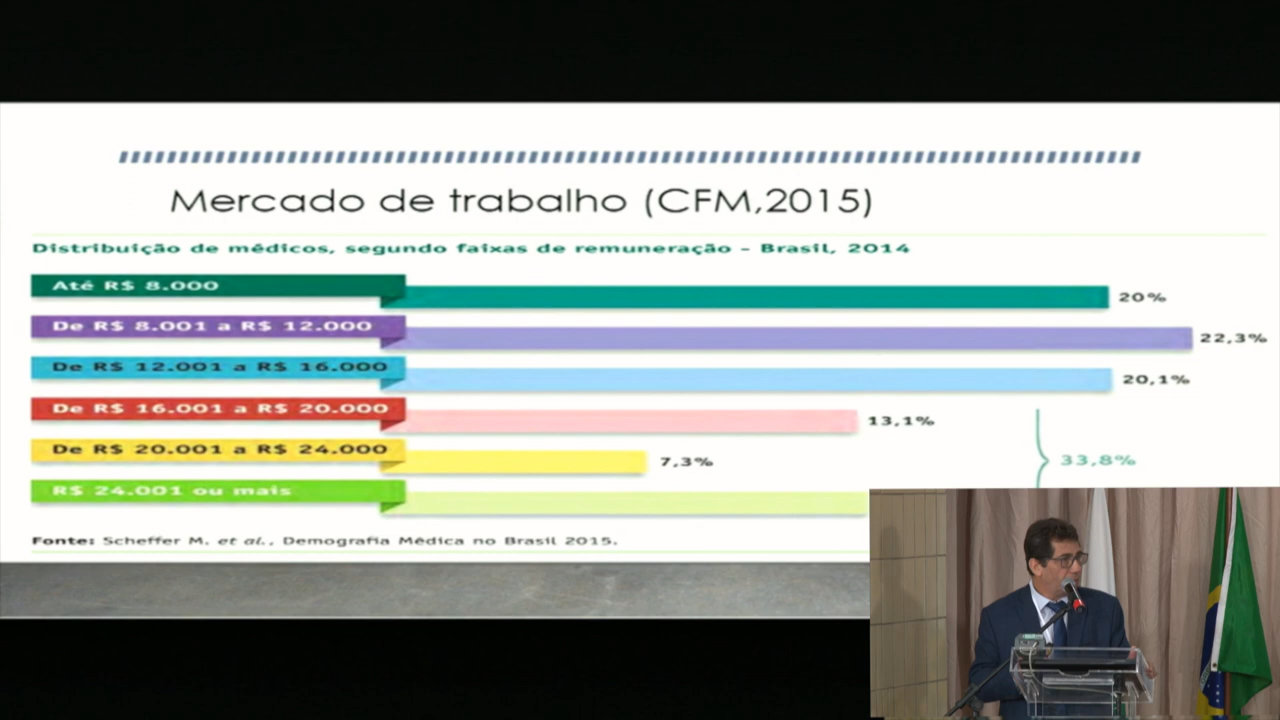 Mercado de trabalho (CFM,2015)
Distribuição de médicos, segundo faixas de remuneração – Brasil, 2014
Até R$ 8.000
20%
De R$ 8.001 a R$ 12.000
22,3%
De R$ 12.001 a R$ 16.000
20,1%
De R$ 16.001 a R$ 20.000
13,1%
De R$ 20.001 a R$ 24.000
7,3%
33,8%
R$ 24.001 ou mais
Fonte: Scheffer M. et al., Demografia Médica no Brasil 2015.